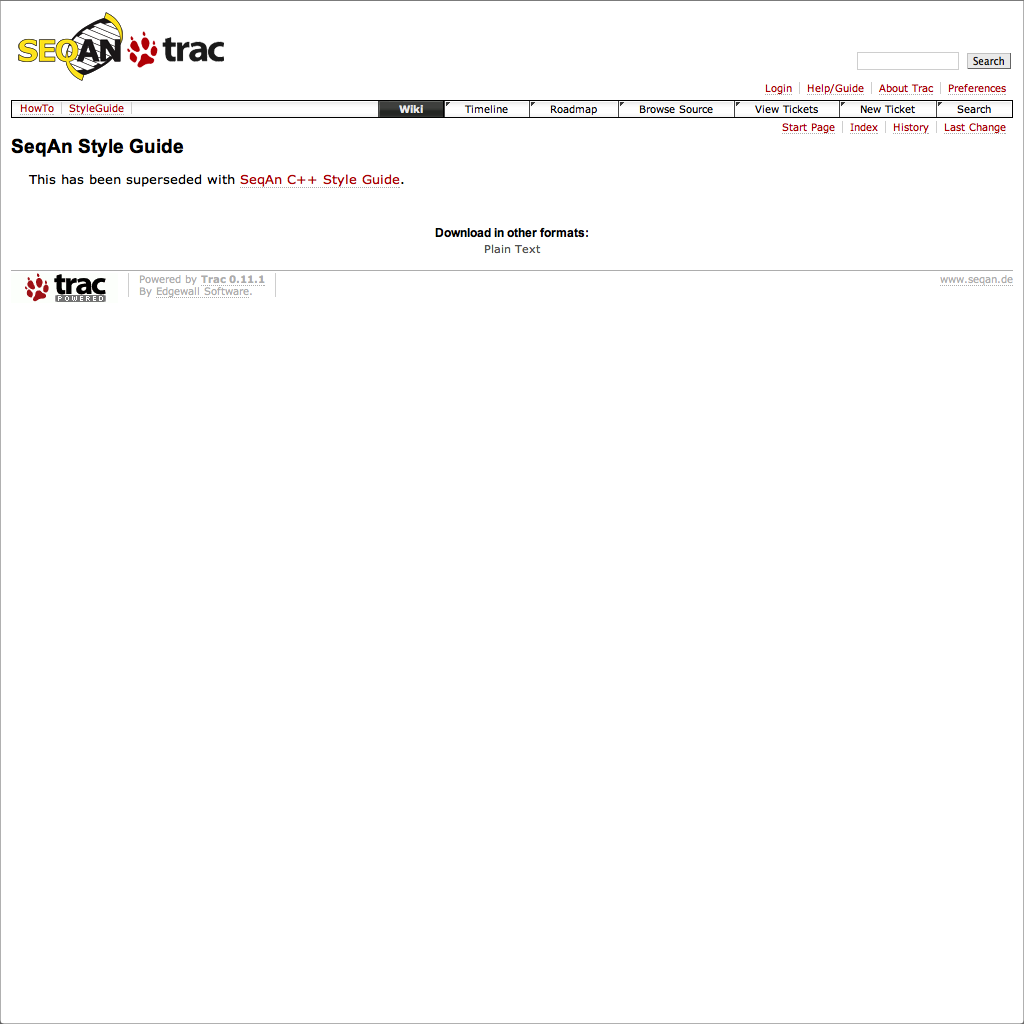 SEQAN trac
Search
Login Help/Guide About Trac Preferences
HowTo StyleGuide Wiki Timeline Roadmap Browse Source View Tickets New Ticket Search
Start Page Index History Last Change
SeqAn Style Guide
This has been superseded with SeqAn C++ Style Guide.
Download in other formats:
Plain Text
trac
POWERED
Powered by Trac 0.11.1
By Edgewall Software.
www.seqan.de